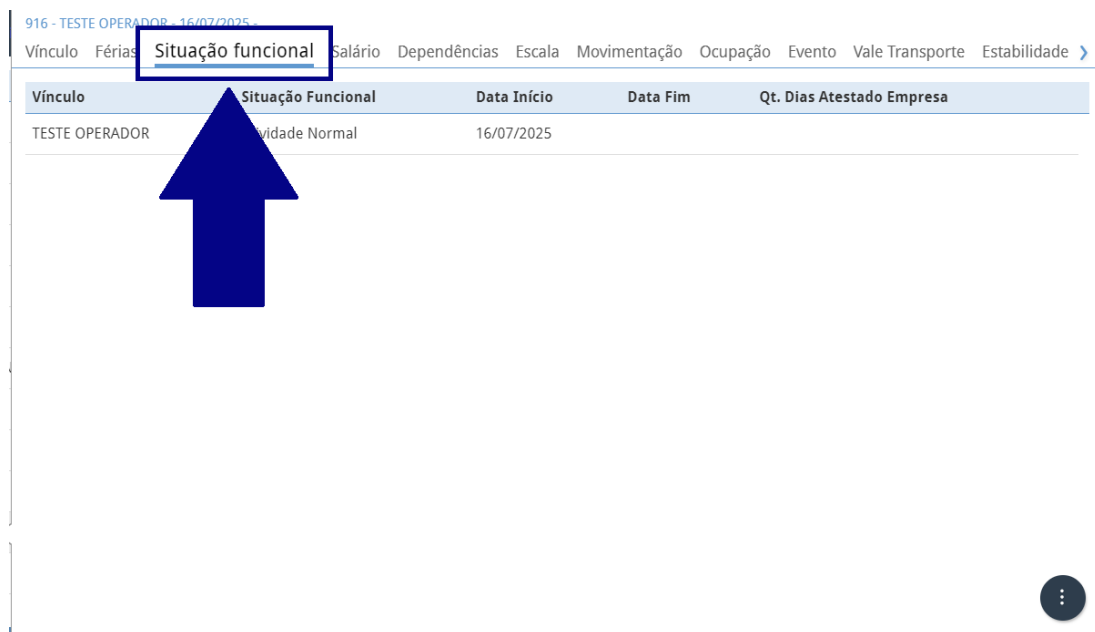 916 - TESTE OPERADOR - 16/07/2025 -
Vínculo Férias Situação funcional Salário Dependências Escala Movimentação Ocupação Evento Vale Transporte Estabilidade
Vínculo Situação Funcional Data Início Data Fim Qt. Dias Atestado Empresa
TESTE OPERADOR Normal 16/07/2025